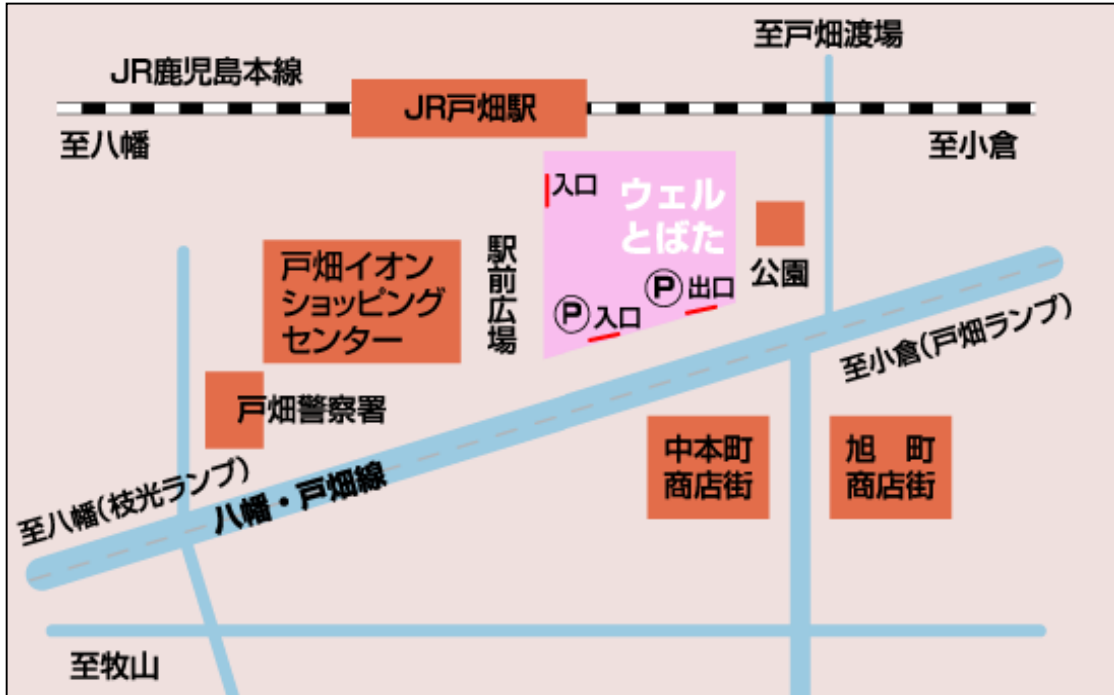 至戸畑渡場
JR鹿児島本線
JR戸畑駅
至八幡
至小倉
入口
ウェル
とばた
駅前広場
戸畑イオン
ショッピング
センター
公園
Ⓟ出口
Ⓟ入口
至小倉(戸畑ランプ)
戸畑警察署
中本町
商店街
旭　町
商店街
至八幡(枝光ランプ)
八幡・戸畑線
至牧山